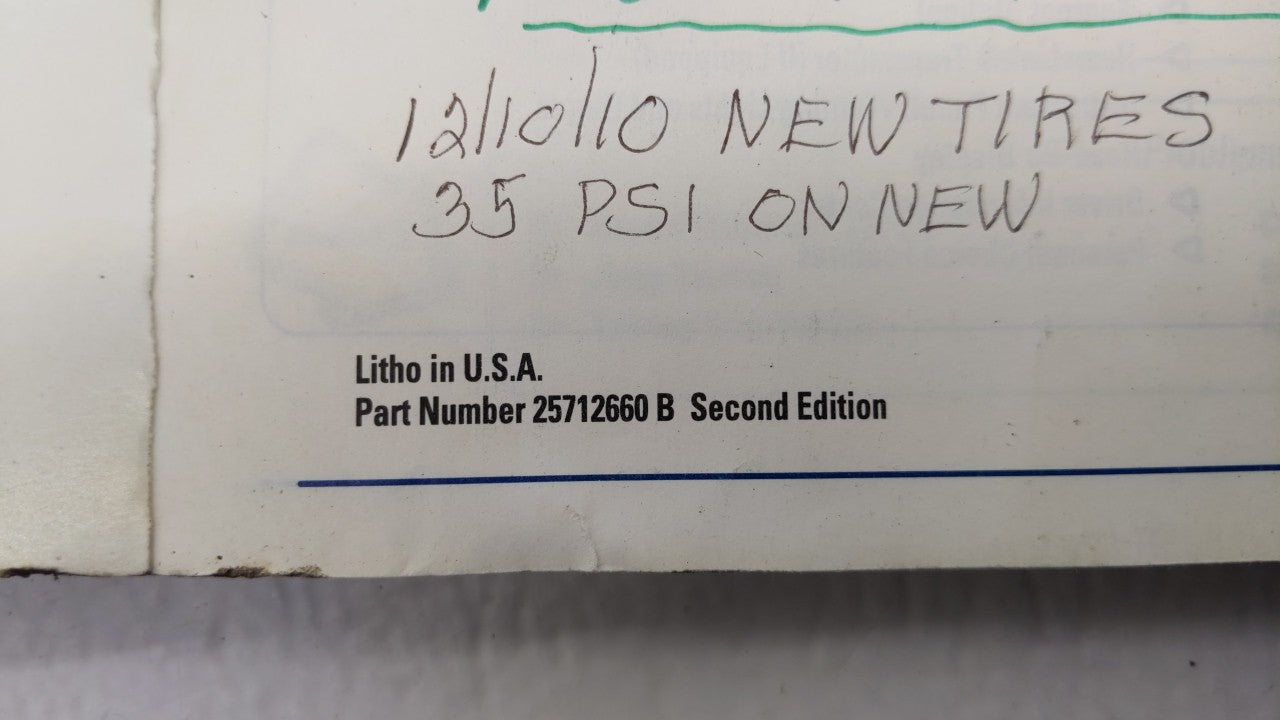 12/10/10 NEW TIRES
35 PSI ON NEW
Litho in U.S.A.
Part Number 25712660 B Second Edition